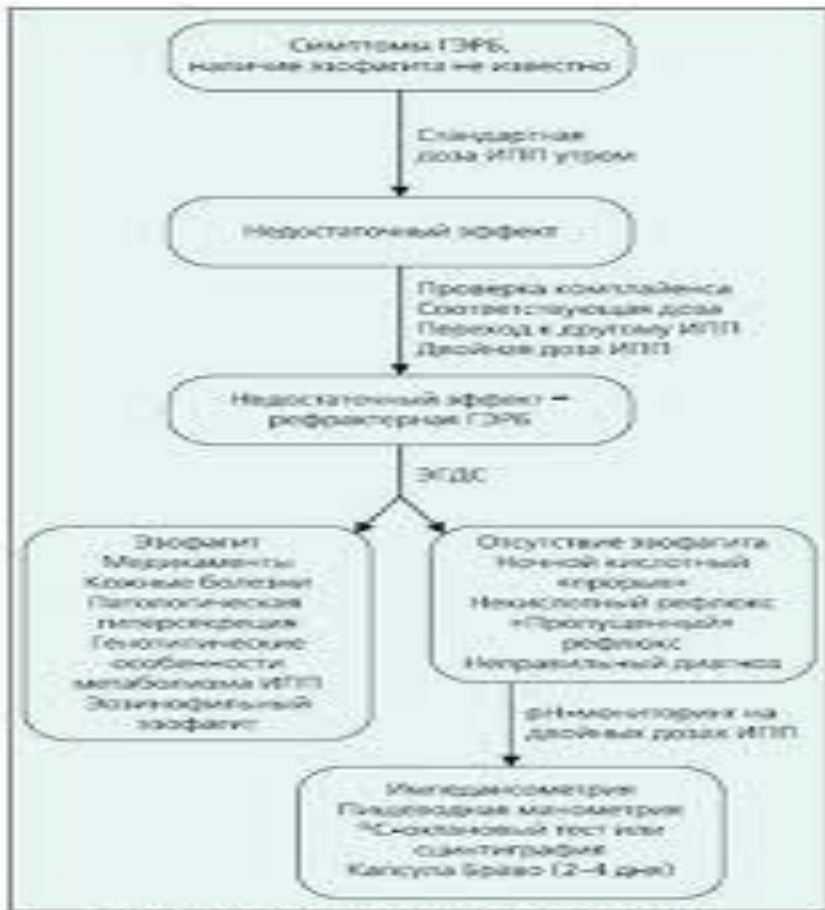 Симптомы ГЭРБ,
наличие эзофагита не известно
Стандартная
доза ИПП утром
Недостаточный эффект
Проверка комплайенса
Соответствующая доза
Переход к другому ИПП
Двойная доза ИПП
Недостаточный эффект =
рефрактерная ГЭРБ
ЭГДС
Эзофагит
Медикаменты
Кожные болезни
Патологическая
гиперсекреция
Генотипические
особенности
метаболизма ИПП
Эозинофильный
эзофагит
Отсутствие эзофагита
Ночной кислотный
«прорыв»
Некислотный рефлюкс
«Пропущенный»
рефлюкс
Неправильный диагноз
pH-мониторинг на
двойных дозах ИПП
Импедансометрия
Пищеводная манометрия
тест или
сцинтиграфия
Капсула Браво (2–4 дня)